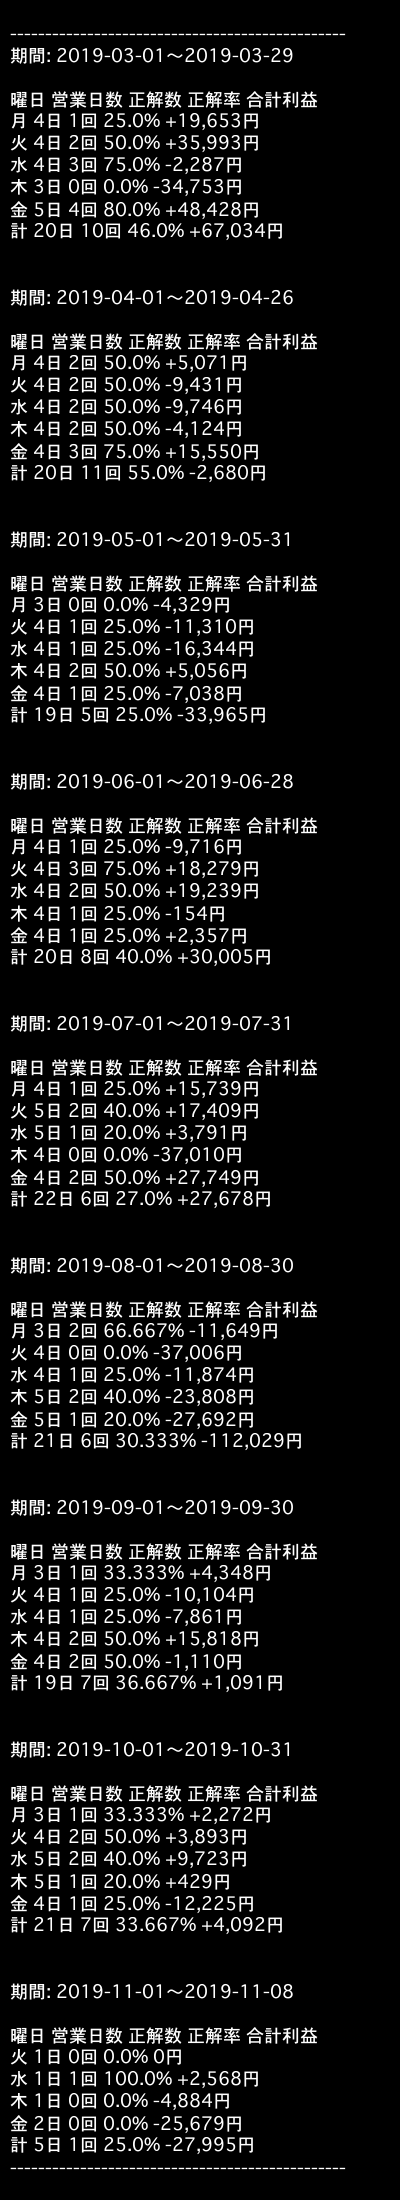 ------------------------------------------------
期間: 2019-03-01〜2019-03-29
曜日 営業日数 正解数 正解率 合計利益
月 4日 1回 25.0% +19,653円
火 4日 2回 50.0% +35,993円
水 4日 3回 75.0% -2,287円
木 3日 0回 0.0% -34,753円
金 5日 4回 80.0% +48,428円
計 20日 10回 46.0% +67,034円
期間: 2019-04-01〜2019-04-26
曜日 営業日数 正解数 正解率 合計利益
月 4日 2回 50.0% +5,071円
火 4日 2回 50.0% -9,431円
水 4日 2回 50.0% -9,746円
木 4日 2回 50.0% -4,124円
金 4日 3回 75.0% +15,550円
計 20日 11回 55.0% -2,680円
期間: 2019-05-01〜2019-05-31
曜日 営業日数 正解数 正解率 合計利益
月 3日 0回 0.0% -4,329円
火 4日 1回 25.0% -11,310円
水 4日 1回 25.0% -16,344円
木 4日 2回 50.0% +5,056円
金 4日 1回 25.0% -7,038円
計 19日 5回 25.0% -33,965円
期間: 2019-06-01〜2019-06-28
曜日 営業日数 正解数 正解率 合計利益
月 4日 1回 25.0% -9,716円
火 4日 3回 75.0% +18,279円
水 4日 2回 50.0% +19,239円
木 4日 1回 25.0% -154円
金 4日 1回 25.0% +2,357円
計 20日 8回 40.0% +30,005円
期間: 2019-07-01〜2019-07-31
曜日 営業日数 正解数 正解率 合計利益
月 4日 1回 25.0% +15,739円
火 5日 2回 40.0% +17,409円
水 5日 1回 20.0% +3,791円
木 4日 0回 0.0% -37,010円
金 4日 2回 50.0% +27,749円
計 22日 6回 27.0% +27,678円
期間: 2019-08-01〜2019-08-30
曜日 営業日数 正解数 正解率 合計利益
月 3日 2回 66.667% -11,649円
火 4日 0回 0.0% -37,006円
水 4日 1回 25.0% -11,874円
木 5日 2回 40.0% -23,808円
金 5日 1回 20.0% -27,692円
計 21日 6回 30.333% -112,029円
期間: 2019-09-01〜2019-09-30
曜日 営業日数 正解数 正解率 合計利益
月 3日 1回 33.333% +4,348円
火 4日 1回 25.0% -10,104円
水 4日 1回 25.0% -7,861円
木 4日 2回 50.0% +15,818円
金 4日 2回 50.0% -1,110円
計 19日 7回 36.667% +1,091円
期間: 2019-10-01〜2019-10-31
曜日 営業日数 正解数 正解率 合計利益
月 3日 1回 33.333% +2,272円
火 4日 2回 50.0% +3,893円
水 5日 2回 40.0% +9,723円
木 5日 1回 20.0% +429円
金 4日 1回 25.0% -12,225円
計 21日 7回 33.667% +4,092円
期間: 2019-11-01〜2019-11-08
曜日 営業日数 正解数 正解率 合計利益
火 1日 0回 0.0% 0円
水 1日 1回 100.0% +2,568円
木 1日 0回 0.0% -4,884円
金 2日 0回 0.0% -25,679円
計 5日 1回 25.0% -27,995円
------------------------------------------------